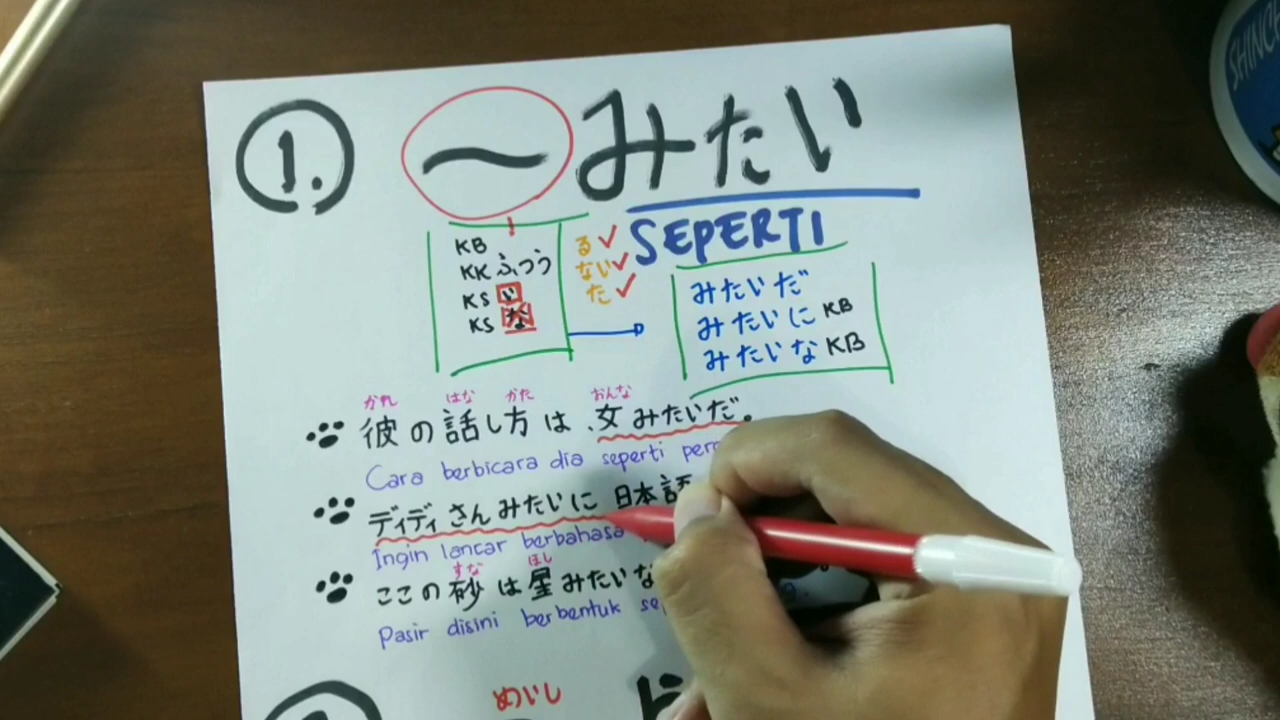 1. ～みたい
SEPERTI
KB
KK ふつう
KS い
KS な
る✓
ない✓
た✓
みたいだ
みたいに KB
みたいな KB
かれ はな かた おんな
彼の話し方は、女みたいだ。
Cara berbicara dia seperti
ディディさんみたいに 日本語
Ingin lancar berbahasa
すな ほし
ここの砂は星みたいな
Pasir disini berbentuk
めいし
SHINCH